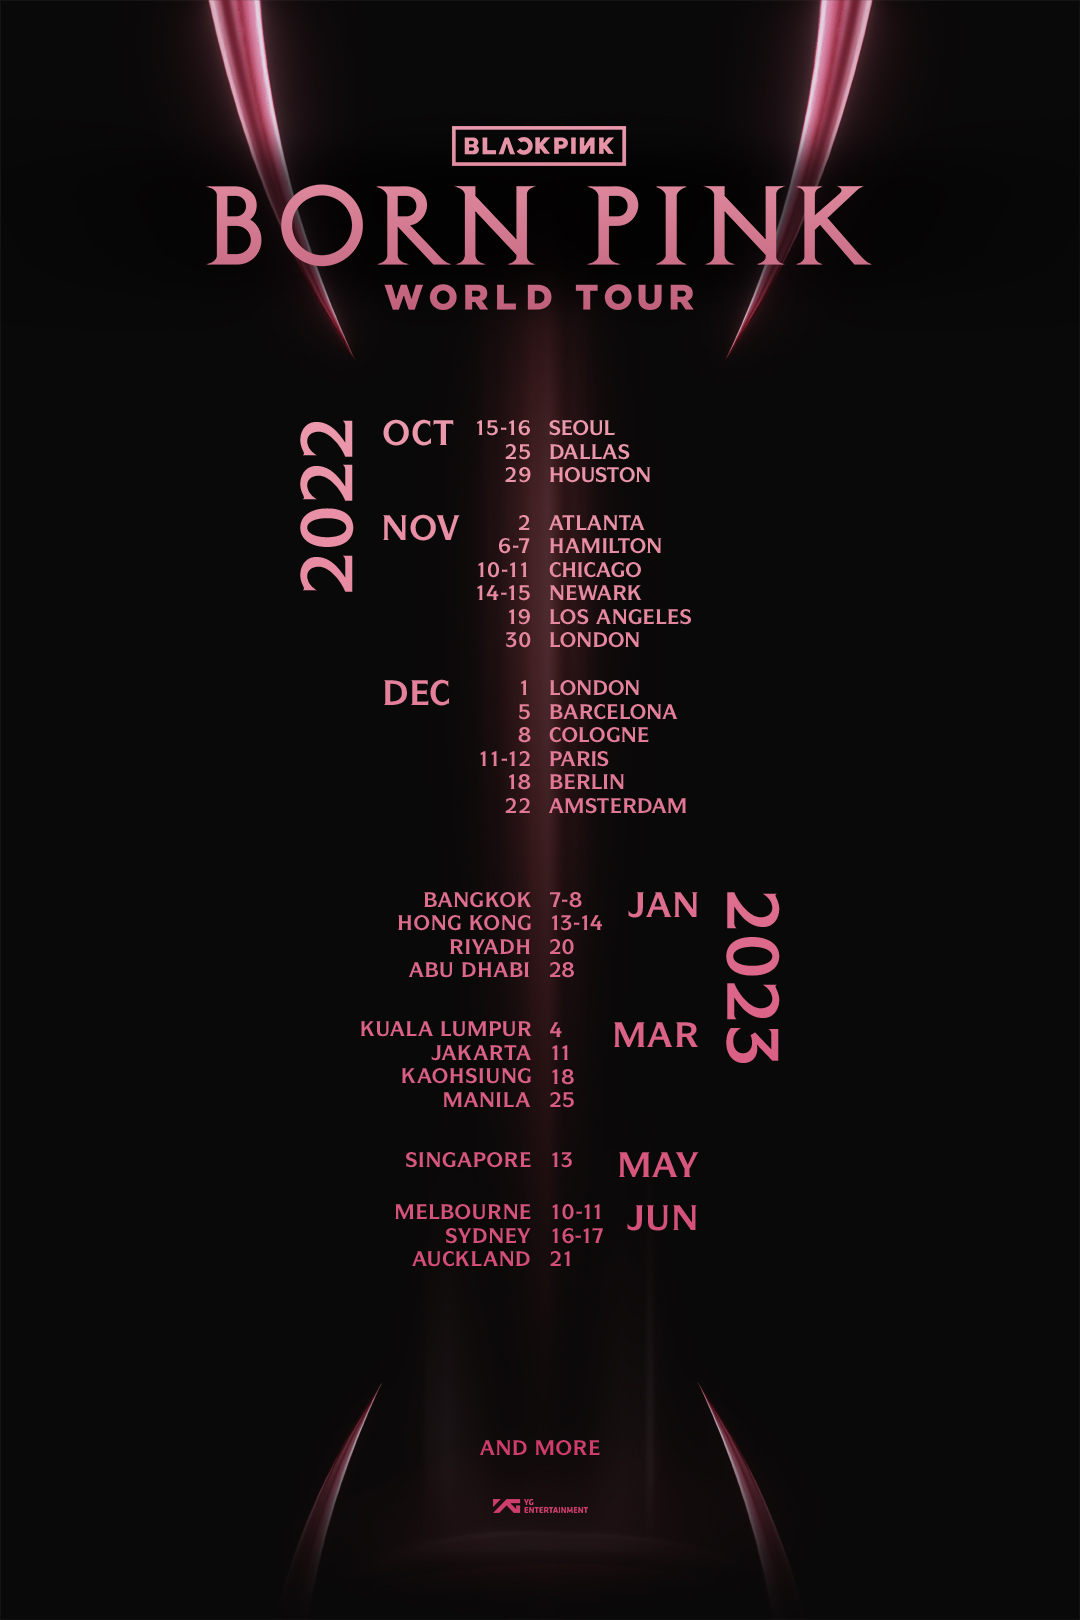 BLACKPINK
BORN PINK
WORLD TOUR
2022
OCT 15-16 SEOUL
25 DALLAS
29 HOUSTON
NOV 2 ATLANTA
6-7 HAMILTON
10-11 CHICAGO
14-15 NEWARK
19 LOS ANGELES
30 LONDON
DEC 1 LONDON
5 BARCELONA
8 COLOGNE
11-12 PARIS
18 BERLIN
22 AMSTERDAM
2023
BANGKOK 7-8 JAN
HONG KONG 13-14
RIYADH 20
ABU DHABI 28
KUALA LUMPUR 4 MAR
JAKARTA 11
KAOHSIUNG 18
MANILA 25
SINGAPORE 13 MAY
MELBOURNE 10-11 JUN
SYDNEY 16-17
AUCKLAND 21
AND MORE
YG
ENTERTAINMENT